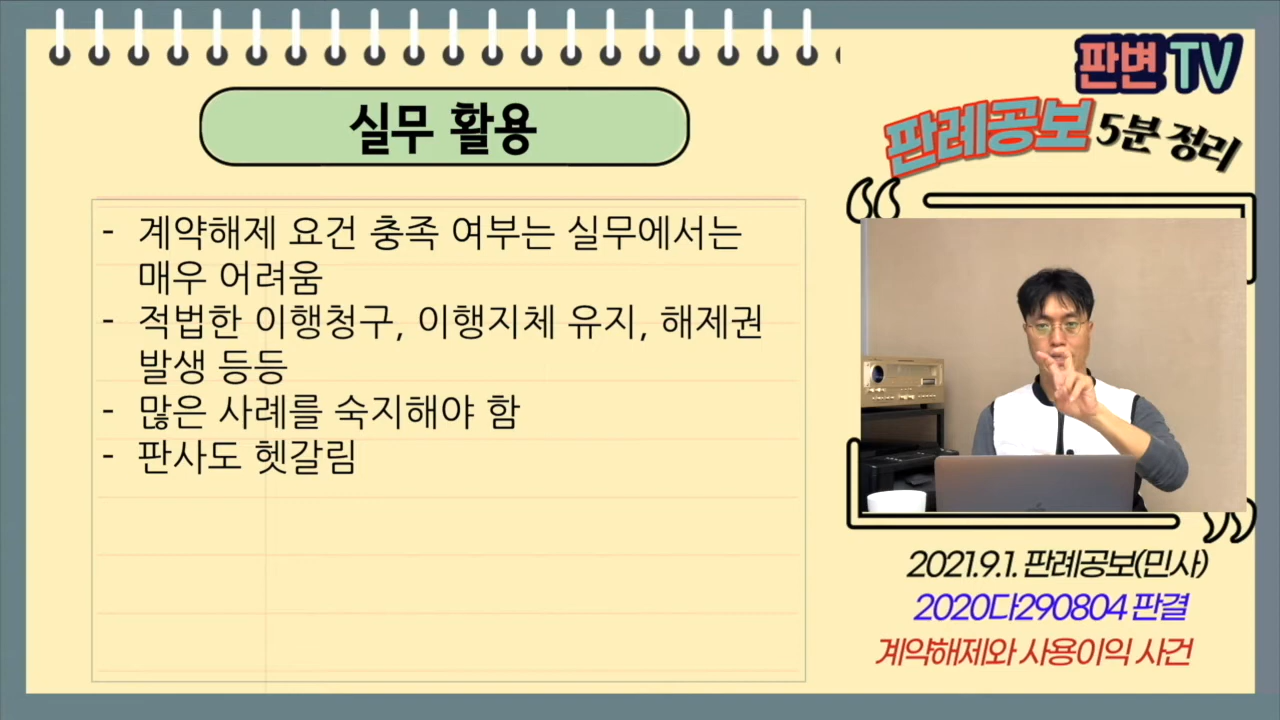 실무 활용
- 계약해제 요건 충족 여부는 실무에서는
매우 어려움
- 적법한 이행청구, 이행지체 유지, 해제권
발생 등등
- 많은 사례를 숙지해야 함
- 판사도 헷갈림
판변 TV
판례공보 5분 정리
2021.9.1. 판례공보(민사)
2020다290804 판결
계약해제와 사용이익 사건